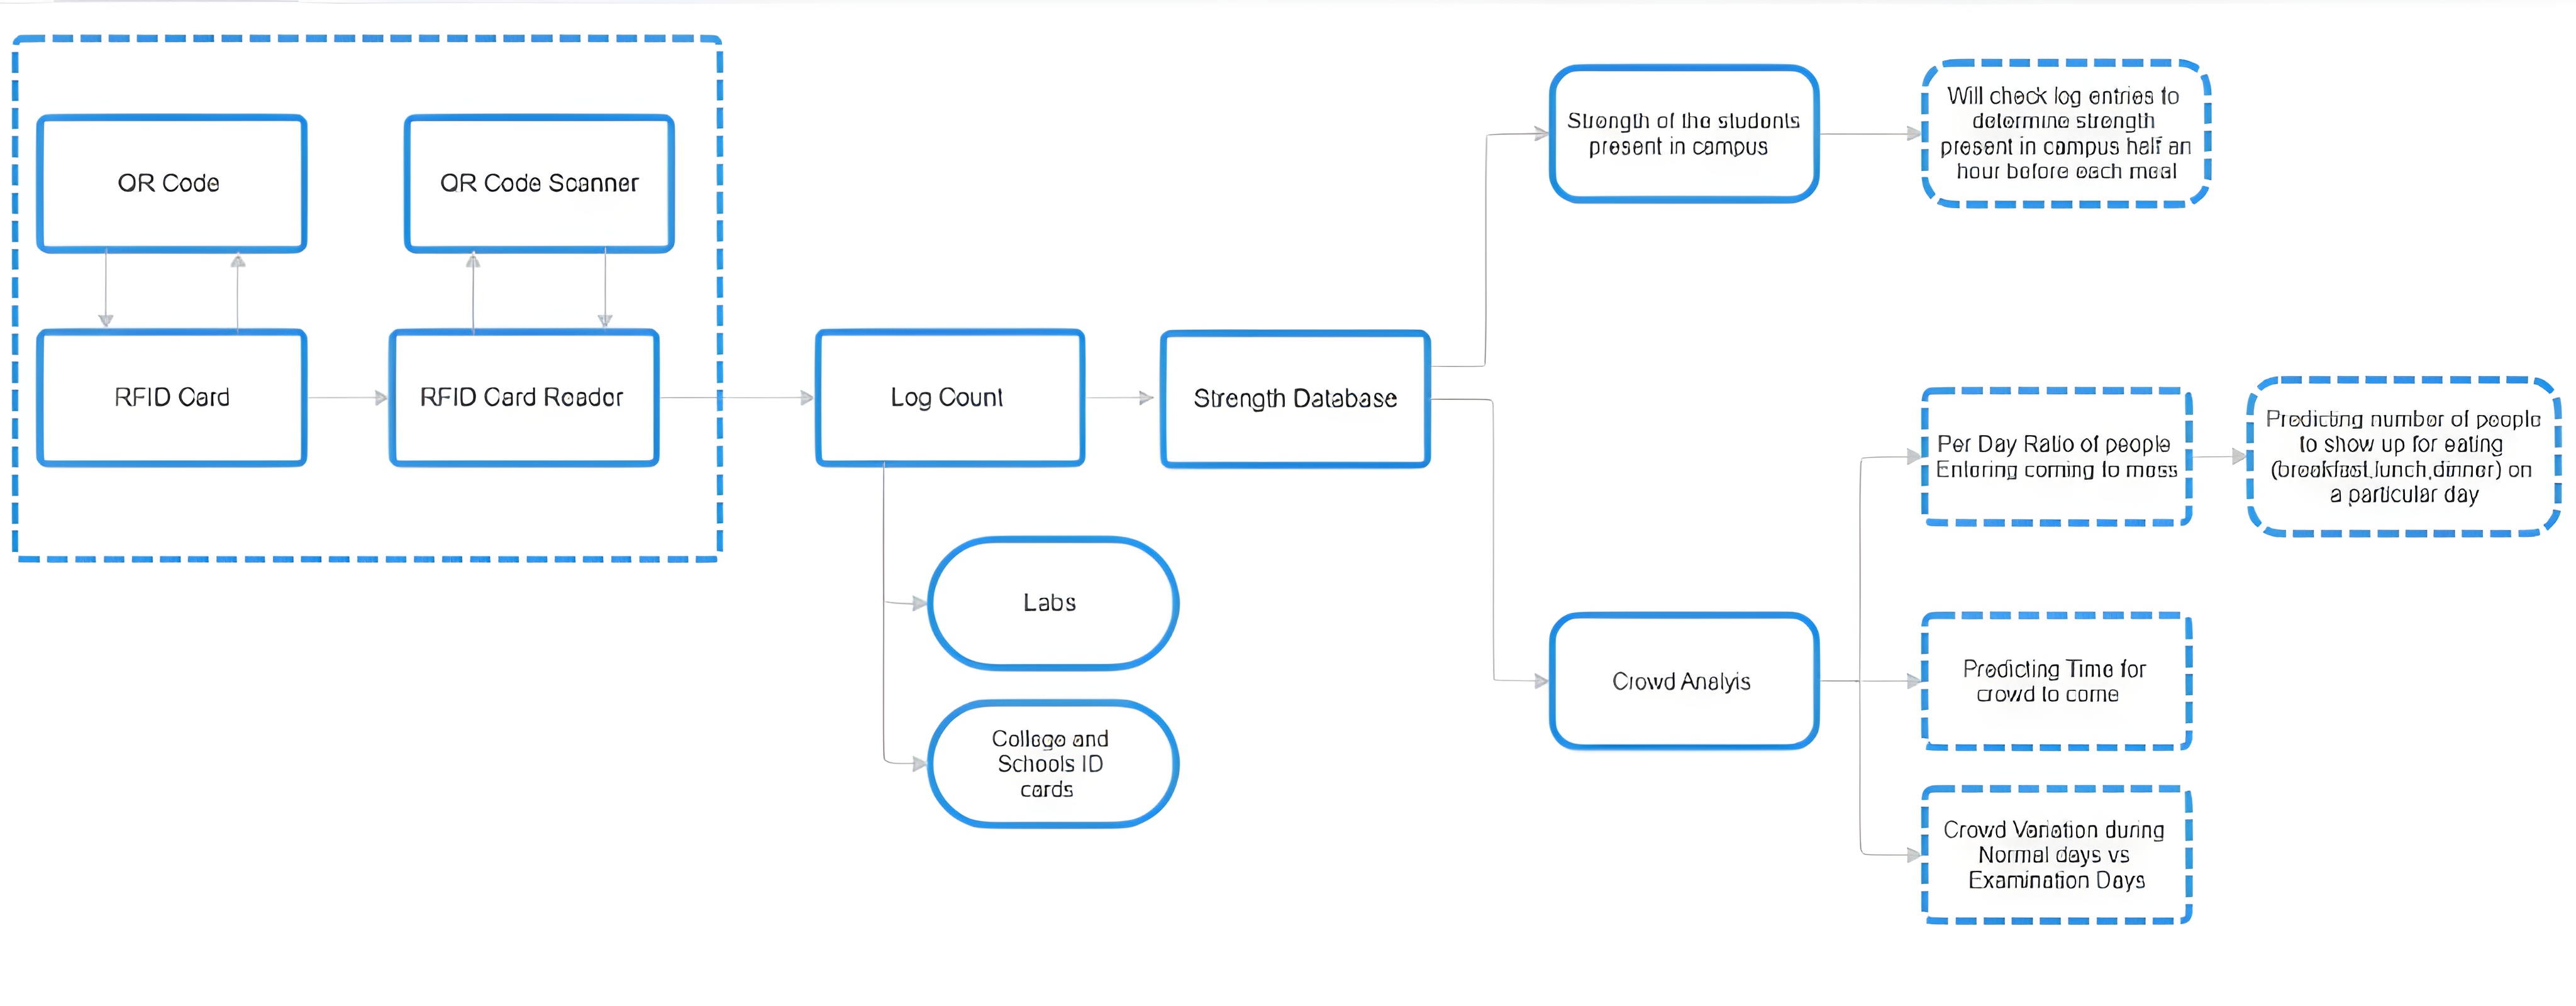 QR Code
QR Code Scanner
RFID Card
RFID Card Reader
Log Count
Strength Database
Labs
College and
Schools ID
cards
Strength of the students
present in campus
Will check log entries to
determine strength
present in campus half an
hour before each meal
Crowd Analyis
Per Day Ratio of people
Entering coming to mess
Predicting number of people
to show up for eating
(breakfast,lunch,dinner) on
a particular day
Predicting Time for
crowd to come
Crowd Variation during
Normal days vs
Examination Days